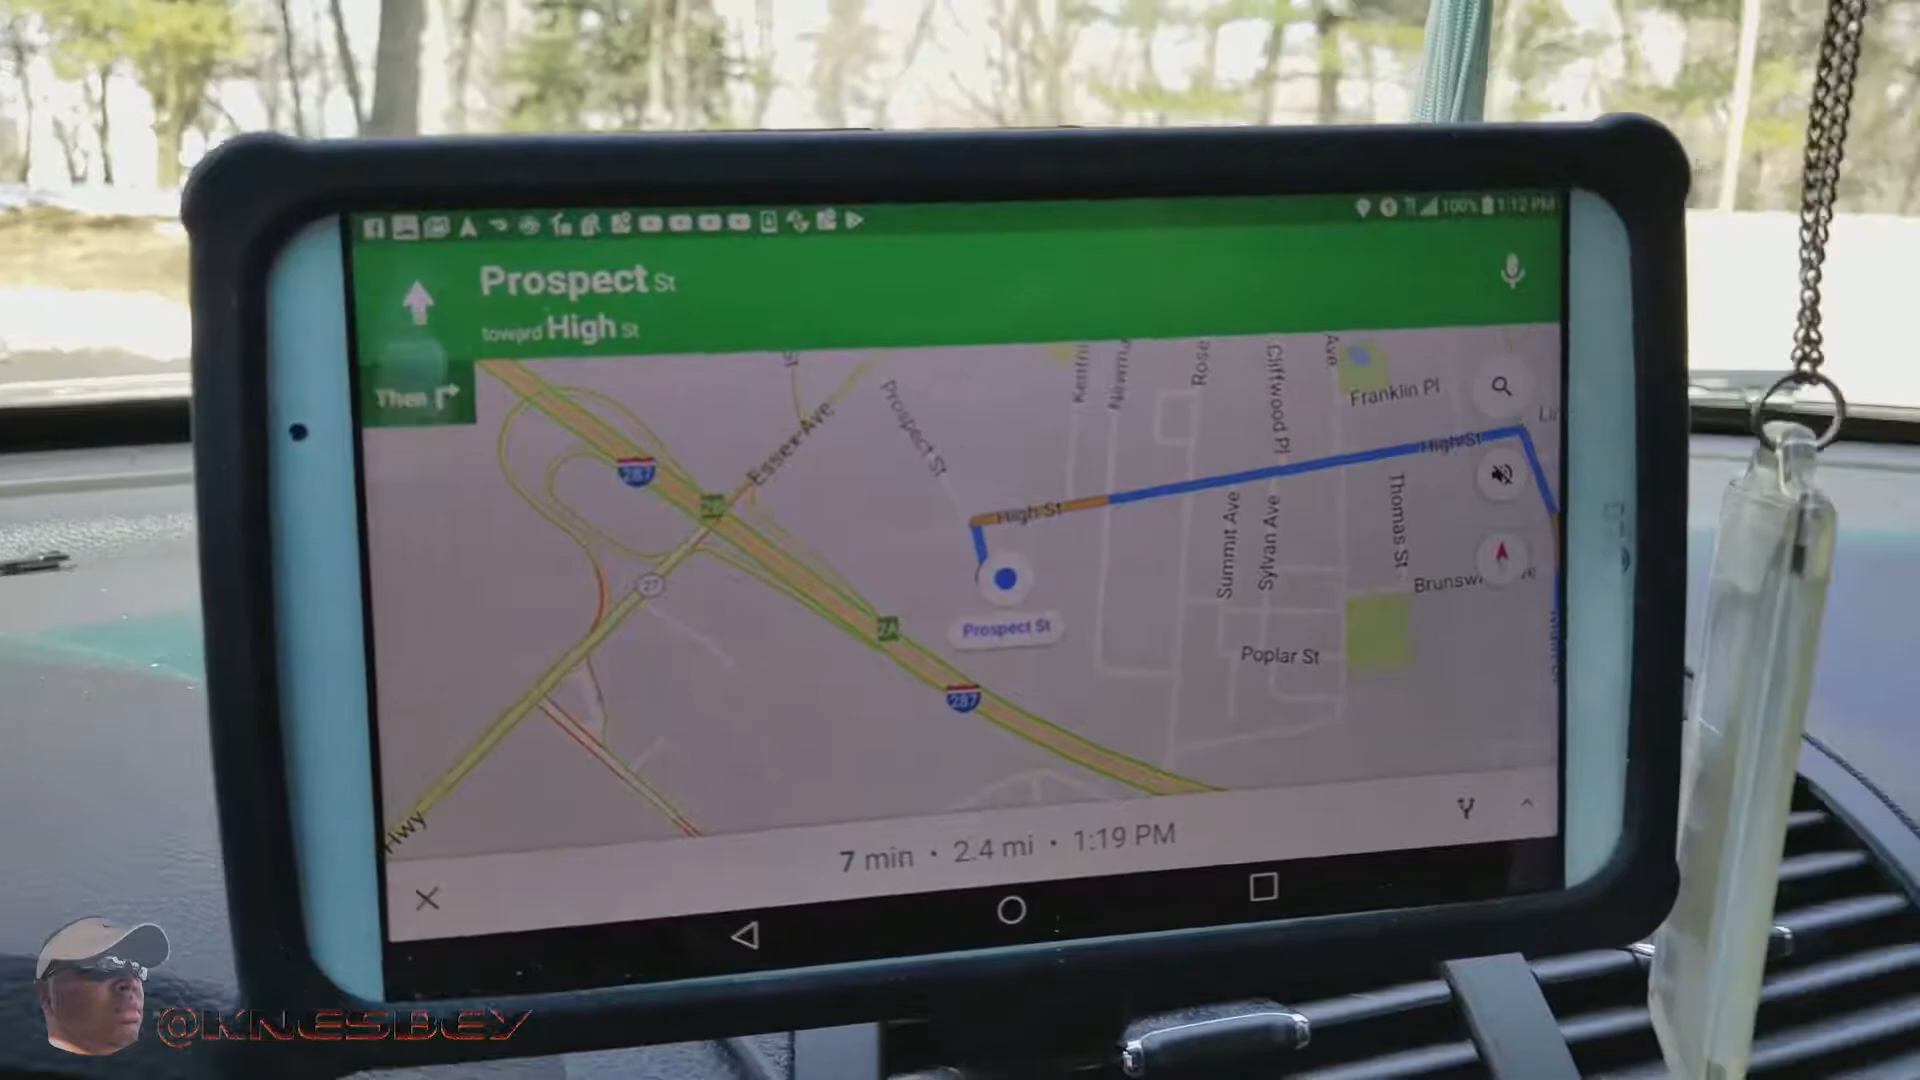 100% 1:12 PM
Prospect St
toward High St
Then
Prospect St
Essex Ave
Rose
Cliffwood Pl
Ave
Franklin Pl
High St
High St
287
27
Summit Ave
Sylvan Ave
Thomas St
Prospect St
2A
Poplar St
287
Hwy
7 min · 2.4 mi · 1:19 PM
@KNESBEY